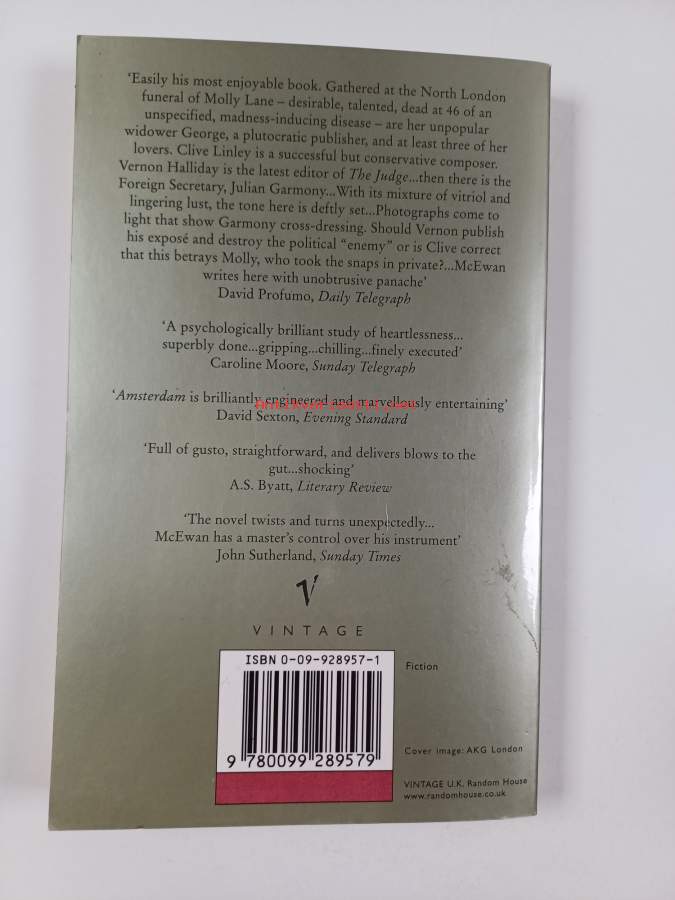 ‘Easily his most enjoyable book. Gathered at the North London
funeral of Molly Lane – desirable, talented, dead at 46 of an
unspecified, madness-inducing disease – are her unpopular
widower George, a plutocratic publisher, and at least three of her
lovers. Clive Linley is a successful but conservative composer.
Vernon Halliday is the latest editor of The Judge...then there is the
Foreign Secretary, Julian Garmony...With its mixture of vitriol and
lingering lust, the tone here is deftly set...Photographs come to
light that show Garmony cross-dressing. Should Vernon publish
his exposé and destroy the political “enemy” or is Clive correct
that this betrays Molly, who took the snaps in private?...McEwan
writes here with unobtrusive panache’
David Profumo, Daily Telegraph
‘A psychologically brilliant study of heartlessness...
superbly done...gripping...chilling...finely executed’
Caroline Moore, Sunday Telegraph
‘Amsterdam is brilliantly engineered and marvellously entertaining’
David Sexton, Evening Standard
‘Full of gusto, straightforward, and delivers blows to the
gut...shocking’
A.S. Byatt, Literary Review
‘The novel twists and turns unexpectedly...
McEwan has a master’s control over his instrument’
John Sutherland, Sunday Times
V
VINTAGE
ISBN 0-09-928957-1
9 780099 289579
Fiction
Cover image: AKG London
VINTAGE U.K. Random House
www.randomhouse.co.uk